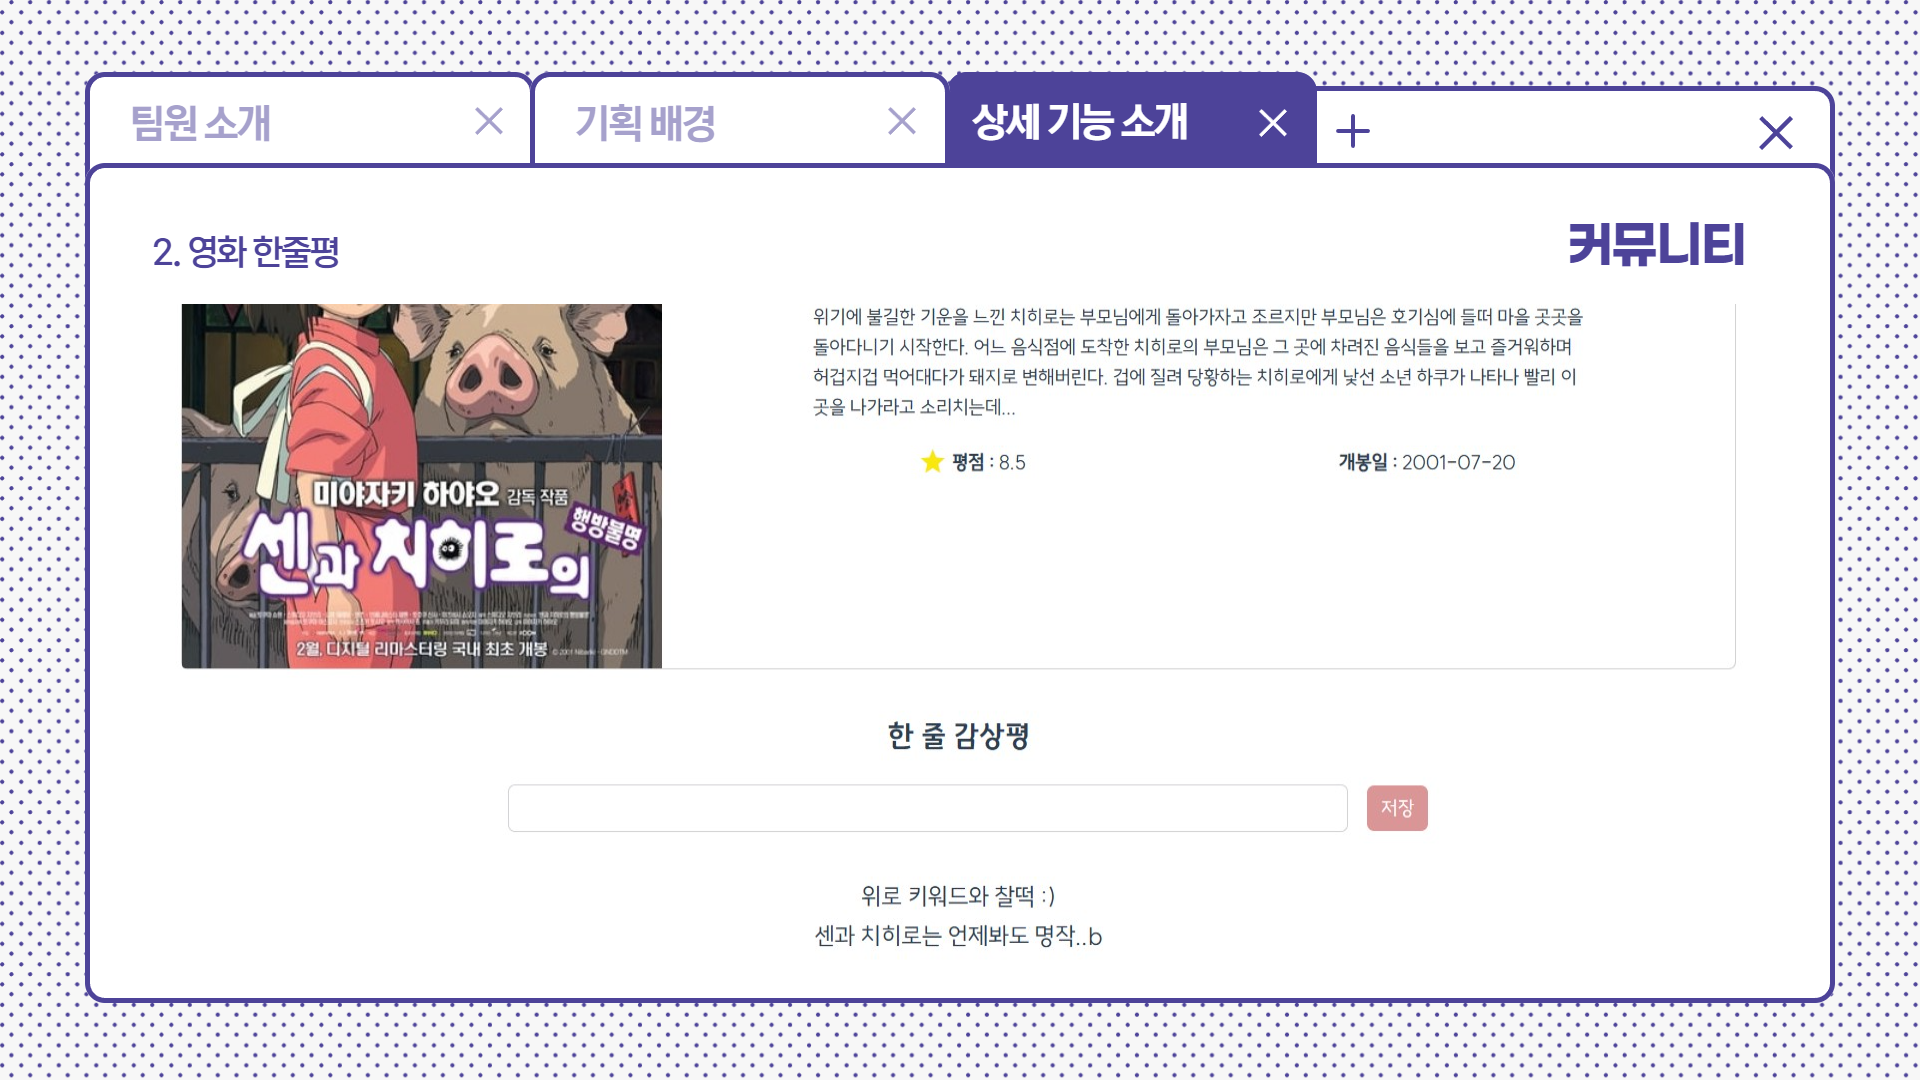 팀원 소개
기획 배경
상세 기능 소개
2. 영화 한줄평
커뮤니티
위기에 불길한 기운을 느낀 치히로는 부모님에게 돌아가자고 조르지만 부모님은 호기심에 들떠 마을 곳곳을
돌아다니기 시작한다. 어느 음식점에 도착한 치히로의 부모님은 그 곳에 차려진 음식들을 보고 즐거워하며
허겁지겁 먹어대다가 돼지로 변해버린다. 겁에 질려 당황하는 치히로에게 낯선 소년 하쿠가 나타나 빨리 이
곳을 나가라고 소리치는데...
평점 : 8.5
개봉일 : 2001-07-20
미야자키 하야오 감독 작품
센과 치히로의
행방불명
2월, 디지털 리마스터링 국내 최초 개봉
한 줄 감상평
저장
위로 키워드와 찰떡 :)
센과 치히로는 언제봐도 명작..b